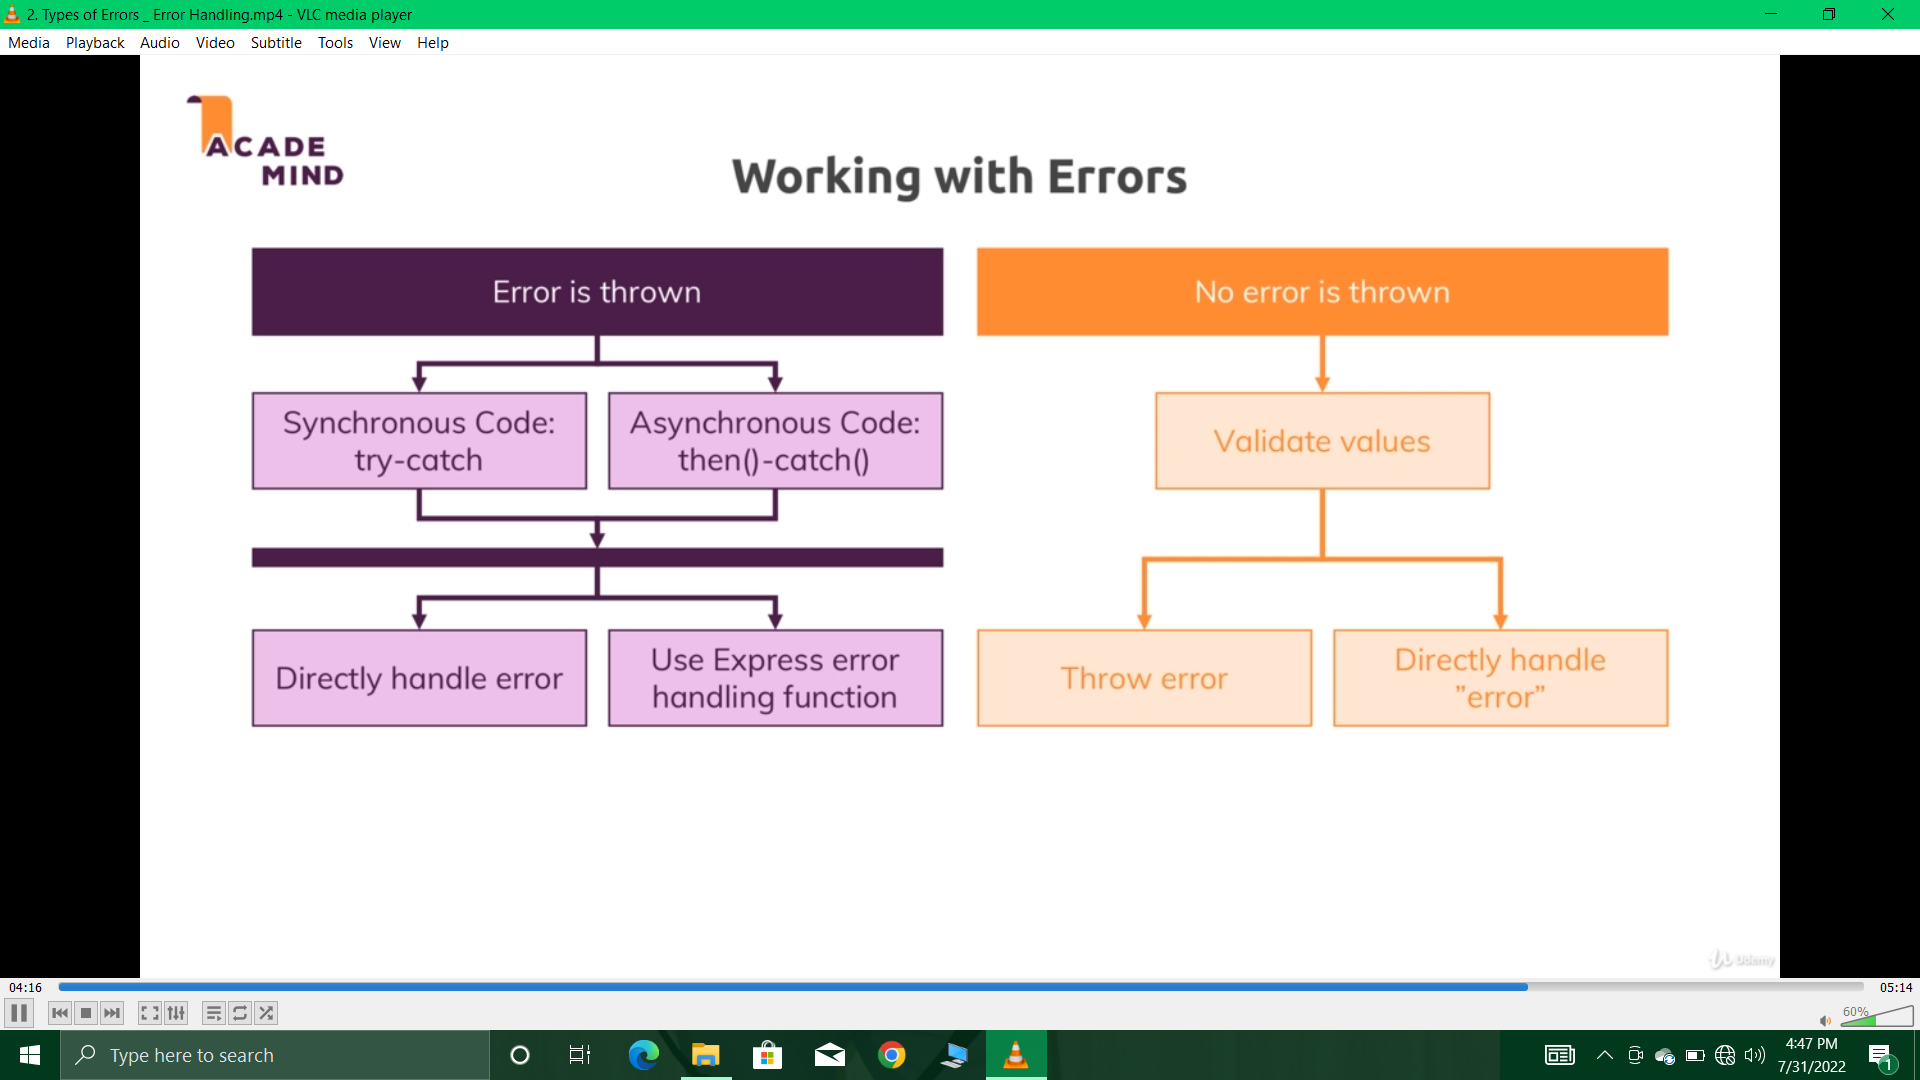 2. Types of Errors _ Error Handling.mp4 - VLC media player
Media Playback Audio Video Subtitle Tools View Help
ACADE
MIND
Working with Errors
Error is thrown
No error is thrown
Synchronous Code:
try-catch
Asynchronous Code:
then()-catch()
Validate values
Directly handle error
Use Express error
handling function
Throw error
Directly handle
”error”
Udemy
04:16
05:14
60%
Type here to search
4:47 PM
7/31/2022
1